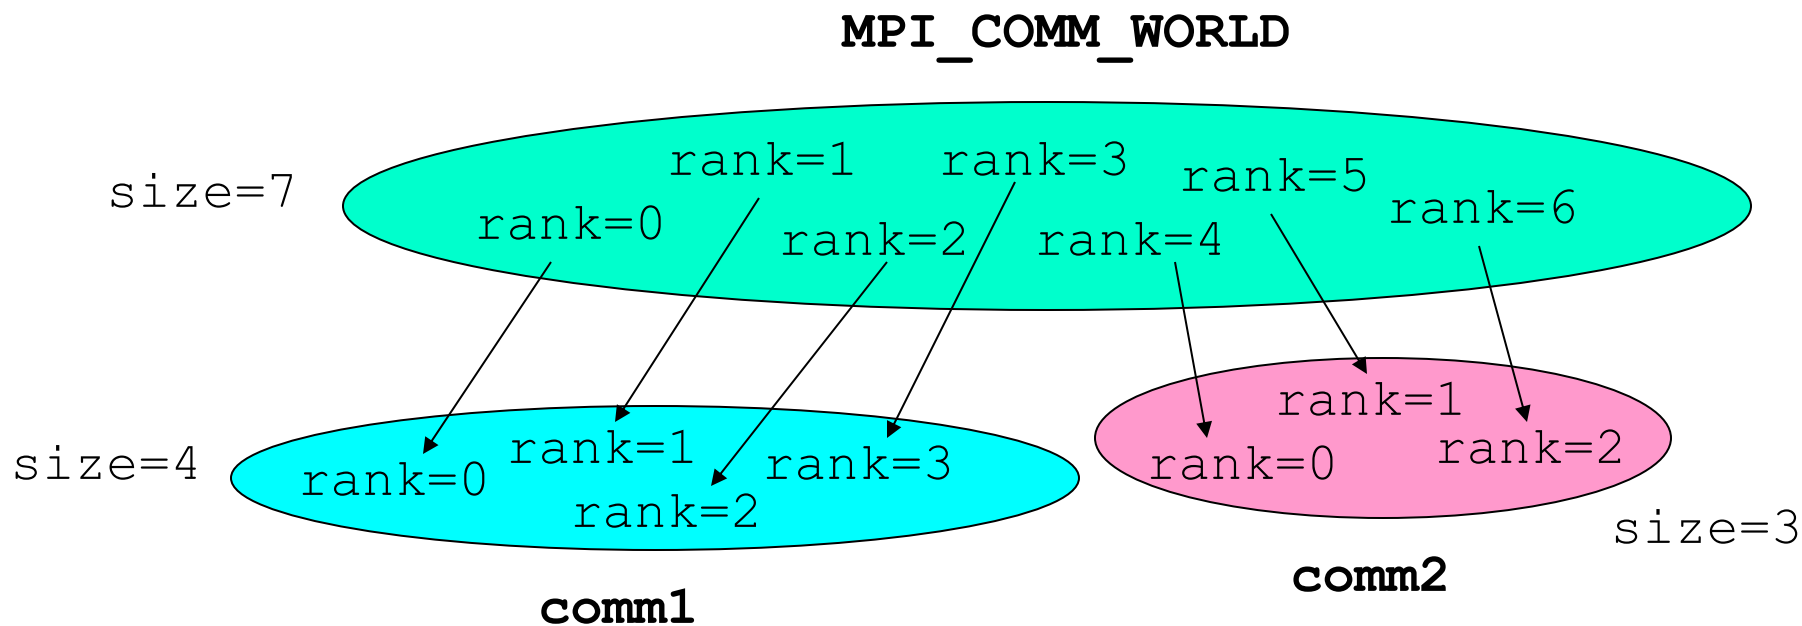 MPI_COMM_WORLD
size=7
rank=0
rank=1
rank=2
rank=3
rank=4
rank=5
rank=6
size=4
rank=0
rank=1
rank=2
rank=3
comm1
rank=0
rank=1
rank=2
size=3
comm2